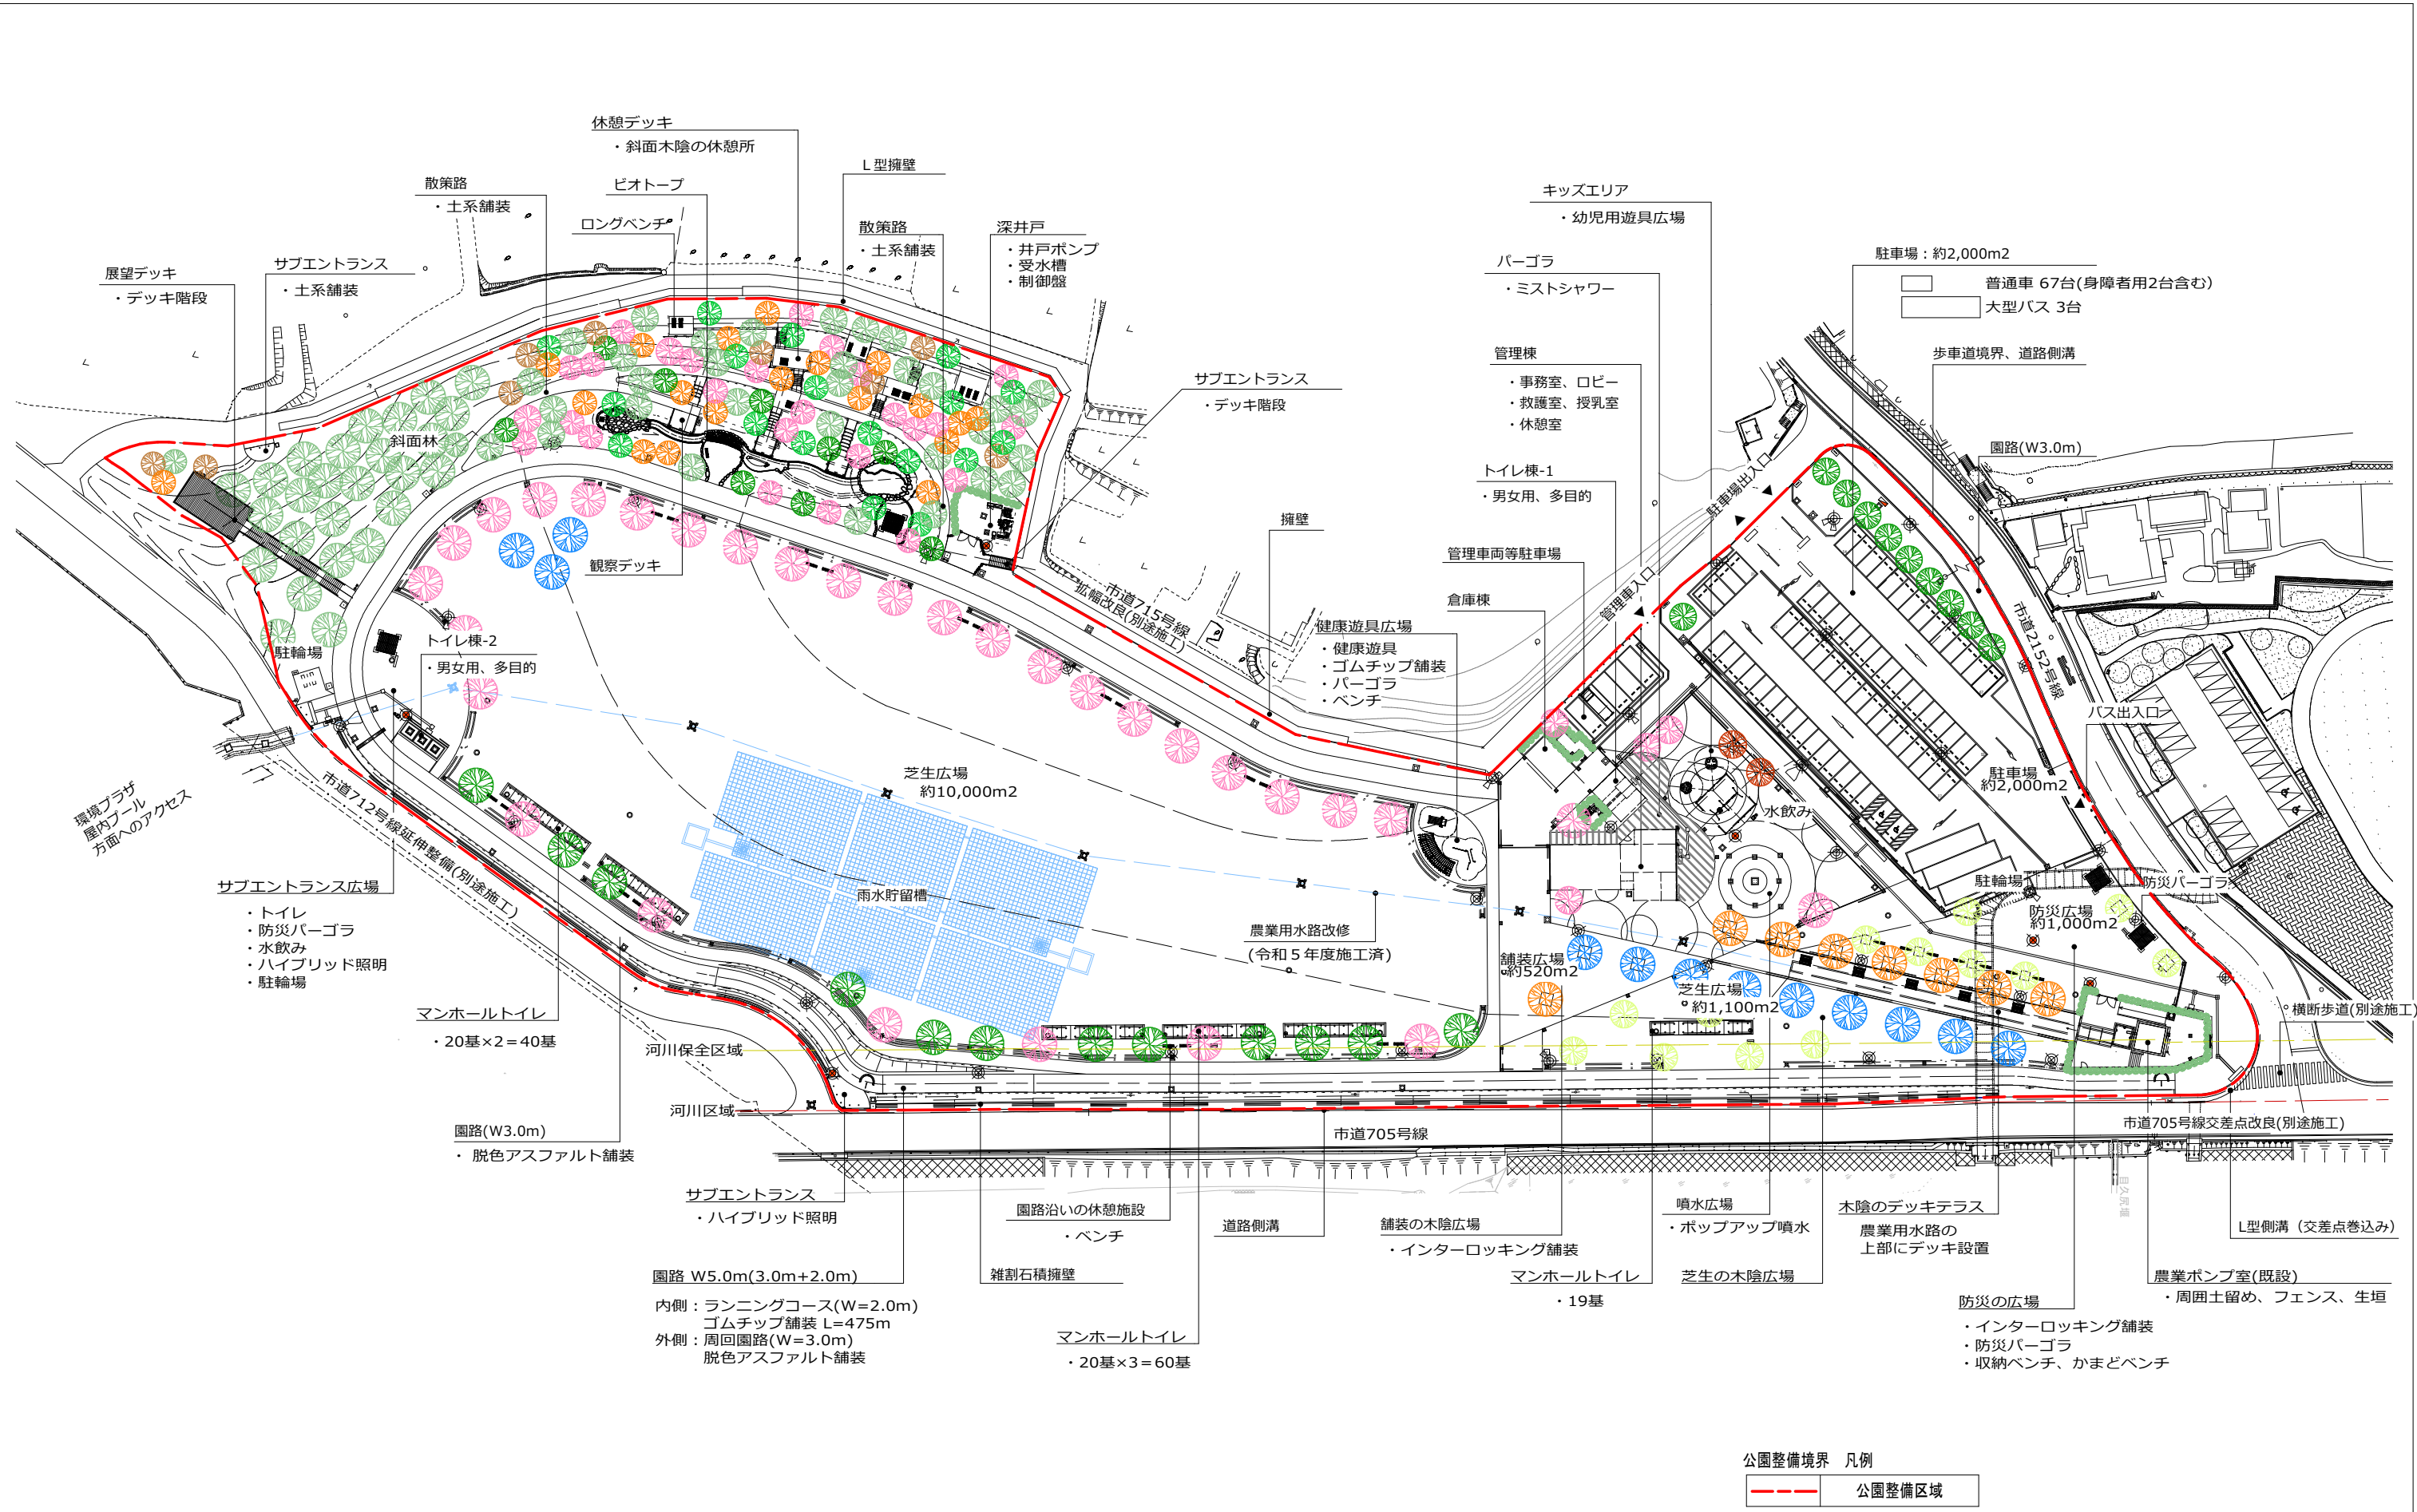 休憩デッキ
・斜面木陰の休憩所
L型擁壁
散策路
・土系舗装
ビオトープ
ロングベンチ
散策路
・土系舗装
深井戸
・井戸ポンプ
・受水槽
・制御盤
サブエントランス
・土系舗装
展望デッキ
・デッキ階段
キッズエリア
・幼児用遊具広場
パーゴラ
・ミストシャワー
駐車場：約2,000m2
普通車 67台(身障者用2台含む)
大型バス 3台
管理棟
・事務室、ロビー
・救護室、授乳室
・休憩室
歩車道境界、道路側溝
サブエントランス
・デッキ階段
斜面林
園路(W3.0m)
トイレ棟-1
・男女用、多目的
駐車場出入口
擁壁
管理車両等駐車場
観察デッキ
倉庫棟
管理車入口
市道715号線
拡幅改良(別途施工)
市道2152号線
健康遊具広場
・健康遊具
・ゴムチップ舗装
・パーゴラ
・ベンチ
トイレ棟-2
・男女用、多目的
駐輪場
バス出入口
芝生広場
約10,000m2
駐車場
約2,000m2
水飲み
環境プラザ
屋内プール
方面へのアクセス
市道712号線延伸整備(別途施工)
サブエントランス広場
・トイレ
・防災パーゴラ
・水飲み
・ハイブリッド照明
・駐輪場
雨水貯留槽
駐輪場
防災パーゴラ
防災広場
約1,000m2
農業用水路改修
(令和５年度施工済)
舗装広場
約520m2
芝生広場
約1,100m2
マンホールトイレ
・20基×2＝40基
横断歩道(別途施工)
河川保全区域
河川区域
園路(W3.0m)
・ 脱色アスファルト舗装
市道705号線
市道705号線交差点改良(別途施工)
目久尻堰
サブエントランス
・ハイブリッド照明
園路沿いの休憩施設
・ベンチ
道路側溝
舗装の木陰広場
・インターロッキング舗装
噴水広場
・ポップアップ噴水
木陰のデッキテラス
農業用水路の
上部にデッキ設置
L型側溝（交差点巻込み）
園路 W5.0m(3.0m+2.0m)
内側：ランニングコース(W=2.0m)
ゴムチップ舗装 L=475m
外側：周回園路(W=3.0m)
脱色アスファルト舗装
雑割石積擁壁
マンホールトイレ
・20基×3＝60基
マンホールトイレ
・19基
芝生の木陰広場
防災の広場
・インターロッキング舗装
・防災パーゴラ
・収納ベンチ、かまどベンチ
農業ポンプ室(既設)
・周囲土留め、フェンス、生垣
公園整備境界　凡例
公園整備区域